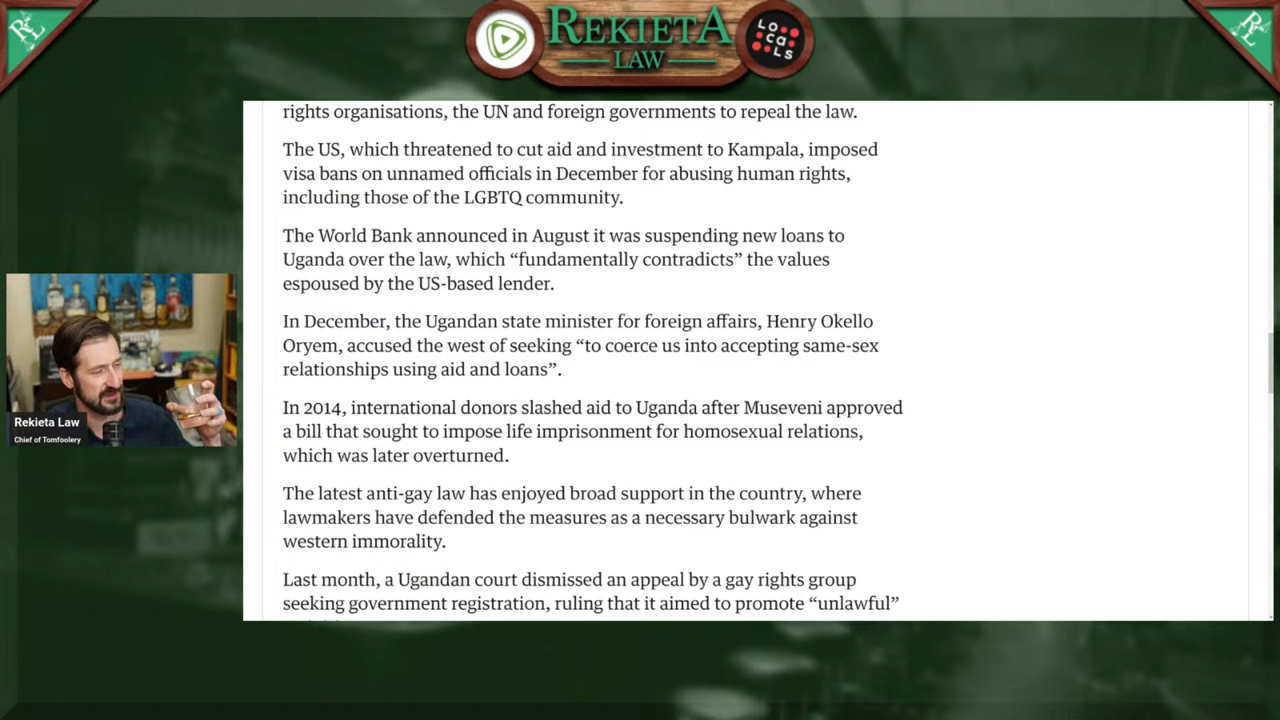 RL
REKIETA
LAW
Locals
RL
rights organisations, the UN and foreign governments to repeal the law.
The US, which threatened to cut aid and investment to Kampala, imposed
visa bans on unnamed officials in December for abusing human rights,
including those of the LGBTQ community.
The World Bank announced in August it was suspending new loans to
Uganda over the law, which “fundamentally contradicts” the values
espoused by the US-based lender.
In December, the Ugandan state minister for foreign affairs, Henry Okello
Oryem, accused the west of seeking “to coerce us into accepting same-sex
relationships using aid and loans”.
In 2014, international donors slashed aid to Uganda after Museveni approved
a bill that sought to impose life imprisonment for homosexual relations,
which was later overturned.
The latest anti-gay law has enjoyed broad support in the country, where
lawmakers have defended the measures as a necessary bulwark against
western immorality.
Last month, a Ugandan court dismissed an appeal by a gay rights group
seeking government registration, ruling that it aimed to promote “unlawful”
Rekieta Law
Chief of Tomfoolery